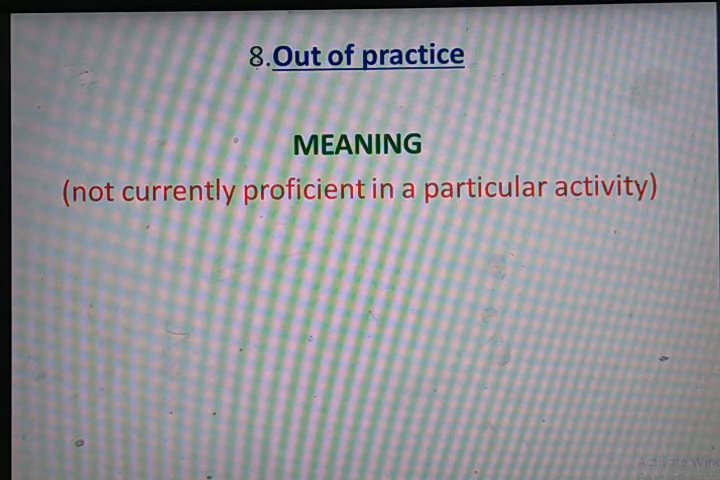 8.Out of practice
MEANING
(not currently proficient in a particular activity)